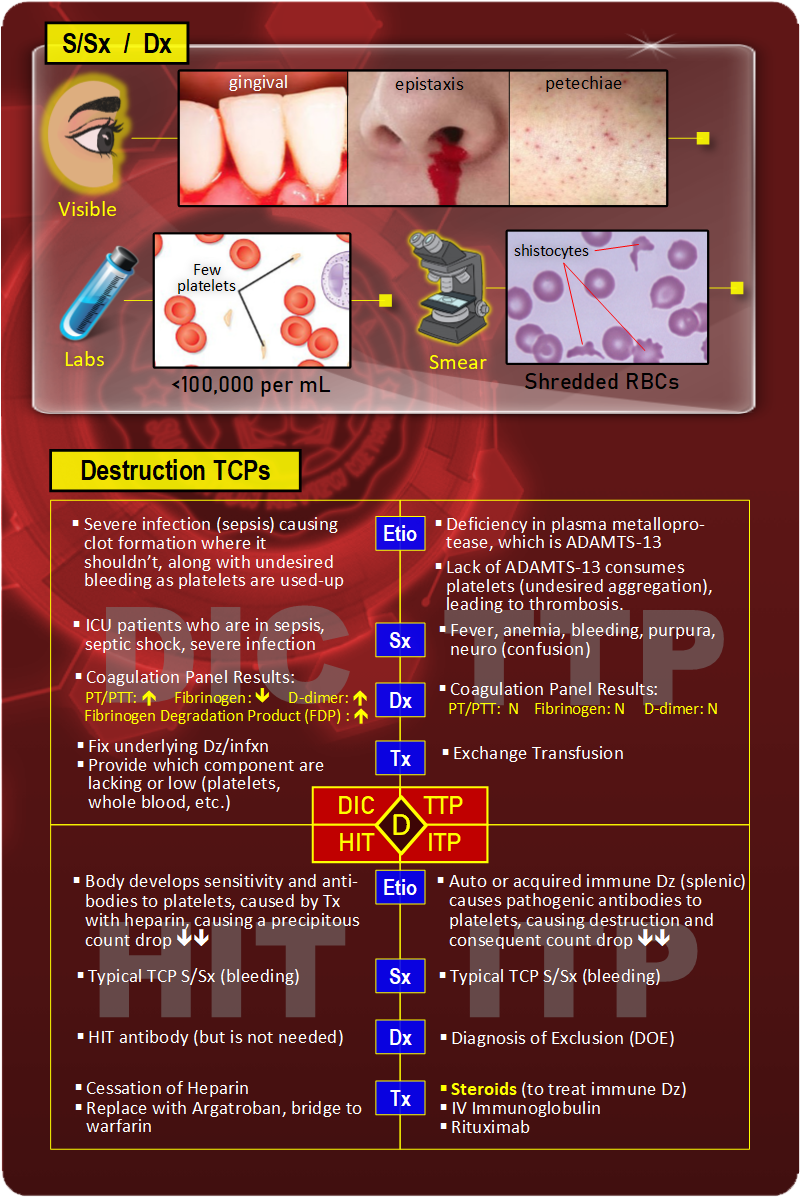 S/Sx / Dx
gingival
epistaxis
petechiae
Visible
Few
platelets
shistocytes
Labs
Smear
<100,000 per mL
Shredded RBCs
Destruction TCPs
DIC
▪ Severe infection (sepsis) causing
clot formation where it
shouldn’t, along with undesired
bleeding as platelets are used-up
Etio
▪ ICU patients who are in sepsis,
septic shock, severe infection
Sx
▪ Coagulation Panel Results:
PT/PTT: 🡹 Fibrinogen: 🡻 D-dimer: 🡹
Fibrinogen Degradation Product (FDP) : 🡹
Dx
▪ Fix underlying Dz/infxn
▪ Provide which component are
lacking or low (platelets,
whole blood, etc.)
Tx
TTP
▪ Deficiency in plasma metallopro-
tease, which is ADAMTS-13
▪ Lack of ADAMTS-13 consumes
platelets (undesired aggregation),
leading to thrombosis.
▪ Fever, anemia, bleeding, purpura,
neuro (confusion)
▪ Coagulation Panel Results:
PT/PTT: N Fibrinogen: N D-dimer: N
▪ Exchange Transfusion
DIC TTP
D
HIT ITP
HIT
▪ Body develops sensitivity and anti-
bodies to platelets, caused by Tx
with heparin, causing a precipitous
count drop 🡻🡻
Etio
▪ Typical TCP S/Sx (bleeding)
Sx
▪ HIT antibody (but is not needed)
Dx
▪ Cessation of Heparin
▪ Replace with Argatroban, bridge to
warfarin
Tx
ITP
▪ Auto or acquired immune Dz (splenic)
causes pathogenic antibodies to
platelets, causing destruction and
consequent count drop 🡻🡻
▪ Typical TCP S/Sx (bleeding)
▪ Diagnosis of Exclusion (DOE)
▪ Steroids (to treat immune Dz)
▪ IV Immunoglobulin
▪ Rituximab